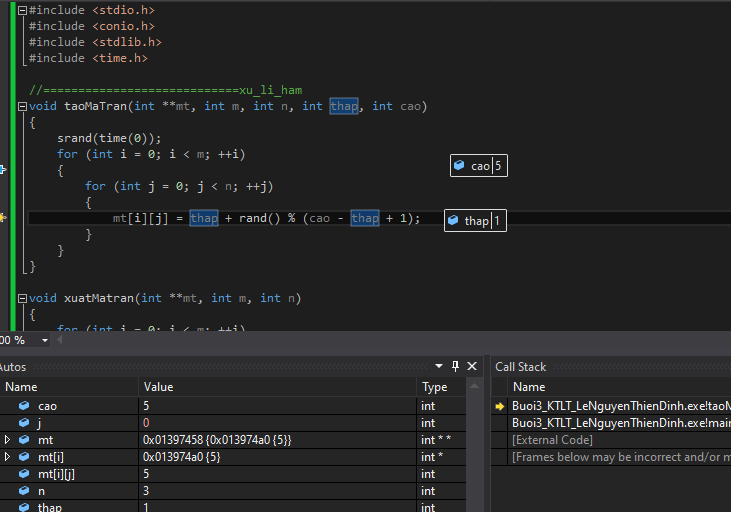 #include <stdio.h>
#include <conio.h>
#include <stdlib.h>
#include <time.h>
//============================xu_li_ham
void taoMaTran(int **mt, int m, int n, int thap, int cao)
{
srand(time(0));
for (int i = 0; i < m; ++i)
cao 5
{
for (int j = 0; j < n; ++j)
{
mt[i][j] = thap + rand() % (cao - thap + 1);
thap 1
}
}
}
void xuatMatran(int **mt, int m, int n)
{
for (int i = 0; i < m; ++i)
00 %
Autos
Name Value Type
cao 5 int
j 0 int
mt 0x01397458 {0x013974a0 {5}} int * *
mt[i] 0x013974a0 {5} int *
mt[i][j] 5 int
n 3 int
thap 1 int
Call Stack
Name
Buoi3_KTLT_LeNguyenThienDinh.exe!taoM
Buoi3_KTLT_LeNguyenThienDinh.exe!main
[External Code]
[Frames below may be incorrect and/or m